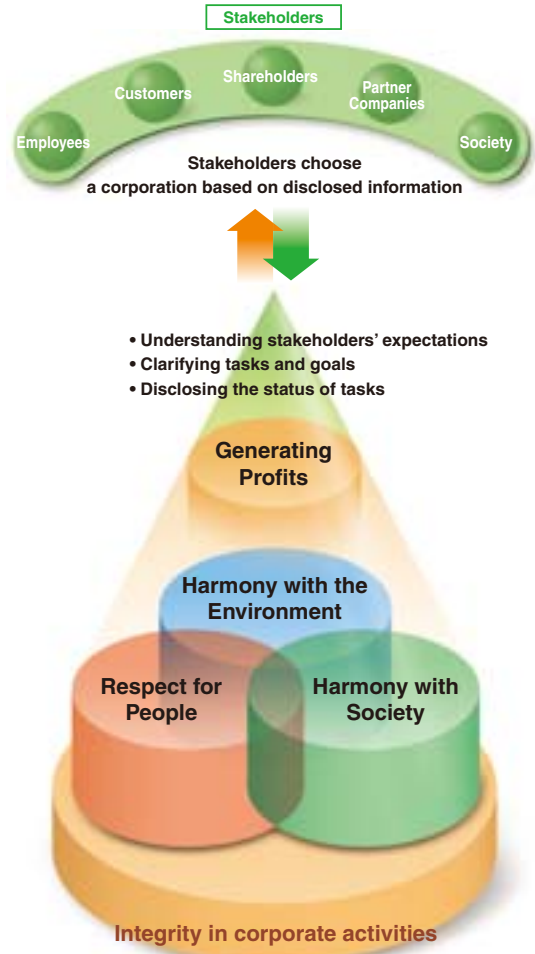 Stakeholders
Employees
Customers
Shareholders
Partner
Companies
Society
Stakeholders choose
a corporation based on disclosed information
• Understanding stakeholders’ expectations
• Clarifying tasks and goals
• Disclosing the status of tasks
Generating
Profits
Harmony with the
Environment
Respect for
People
Harmony with
Society
Integrity in corporate activities